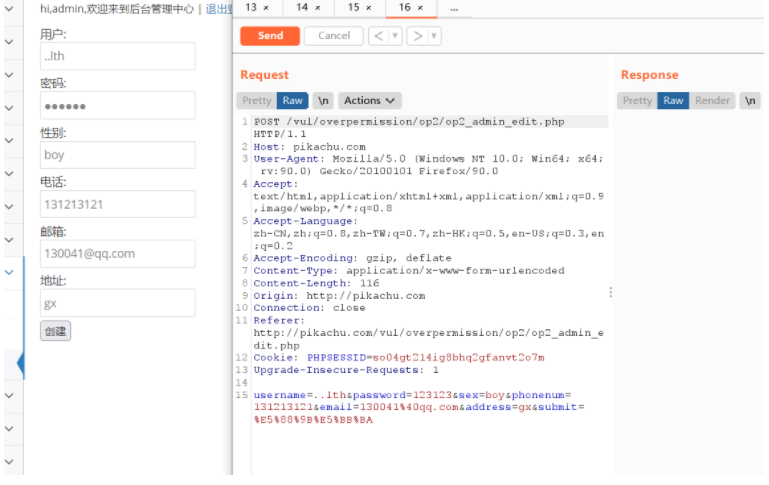 hi,admin,欢迎来到后台管理中心 | 退出登
用户:
..lth
密码:
●●●●●●
性别:
boy
电话:
131213121
邮箱:
130041@qq.com
地址:
gx
创建
13 × 14 × 15 × 16 × ...
Send Cancel < ▼ > ▼
Request
Pretty Raw \n Actions
1 POST /vul/overpermission/op2/op2_admin_edit.php
HTTP/1.1
2 Host: pikachu.com
3 User-Agent: Mozilla/5.0 (Windows NT 10.0; Win64; x64;
rv:90.0) Gecko/20100101 Firefox/90.0
4 Accept:
text/html,application/xhtml+xml,application/xml;q=0.9
,image/webp,*/*;q=0.8
5 Accept-Language:
zh-CN,zh;q=0.8,zh-TW;q=0.7,zh-HK;q=0.5,en-US;q=0.3,en
;q=0.2
6 Accept-Encoding: gzip, deflate
7 Content-Type: application/x-www-form-urlencoded
8 Content-Length: 116
9 Origin: http://pikachu.com
10 Connection: close
11 Referer:
http://pikachu.com/vul/overpermission/op2/op2_admin_e
dit.php
12 Cookie: PHPSESSID=so04gt214ig8bhq2gfanvt2o7m
13 Upgrade-Insecure-Requests: 1
14
15 username=..lth&password=123123&sex=boy&phonenum=
131213121&email=130041%40qq.com&address=gx&submit=
%E5%88%9B%E5%BB%BA
Response
Pretty Raw Render \n